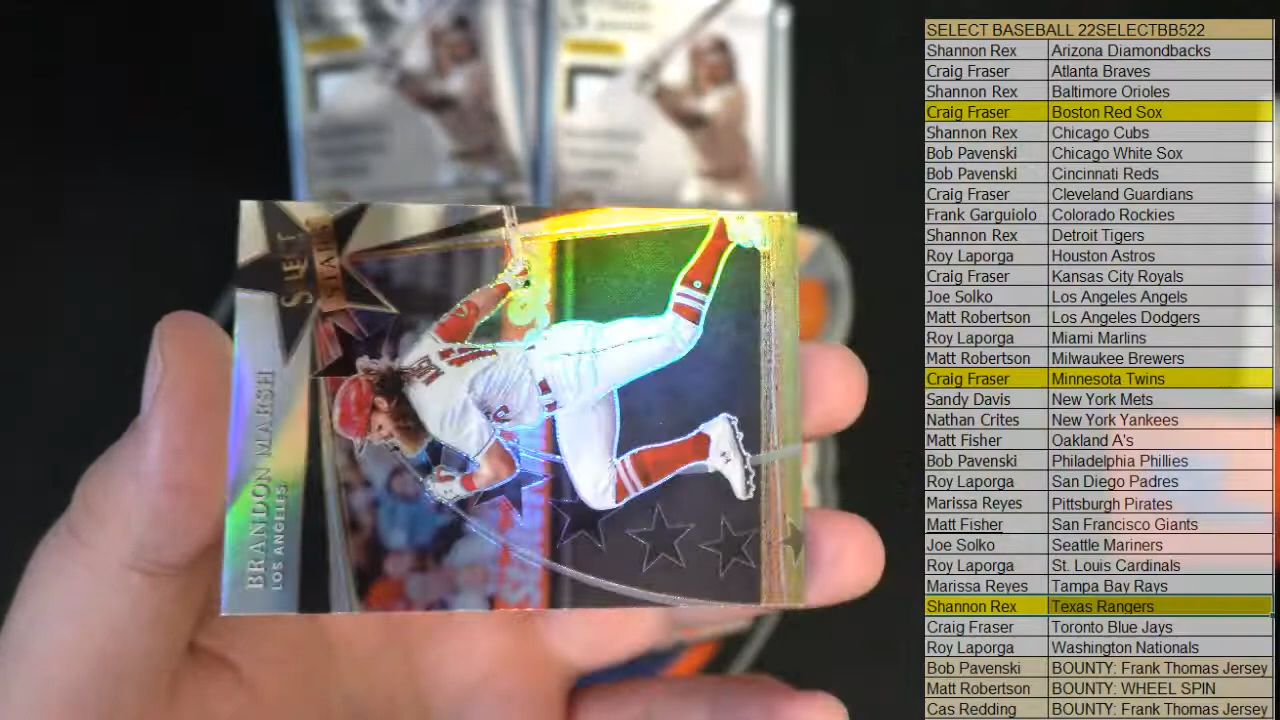 SELECT STARS
BRANDON MARSH
LOS ANGELES
SELECT BASEBALL 22SELECTBB522
Shannon Rex Arizona Diamondbacks
Craig Fraser Atlanta Braves
Shannon Rex Baltimore Orioles
Craig Fraser Boston Red Sox
Shannon Rex Chicago Cubs
Bob Pavenski Chicago White Sox
Bob Pavenski Cincinnati Reds
Craig Fraser Cleveland Guardians
Frank Garguiolo Colorado Rockies
Shannon Rex Detroit Tigers
Roy Laporga Houston Astros
Craig Fraser Kansas City Royals
Joe Solko Los Angeles Angels
Matt Robertson Los Angeles Dodgers
Roy Laporga Miami Marlins
Matt Robertson Milwaukee Brewers
Craig Fraser Minnesota Twins
Sandy Davis New York Mets
Nathan Crites New York Yankees
Matt Fisher Oakland A's
Bob Pavenski Philadelphia Phillies
Roy Laporga San Diego Padres
Marissa Reyes Pittsburgh Pirates
Matt Fisher San Francisco Giants
Joe Solko Seattle Mariners
Roy Laporga St. Louis Cardinals
Marissa Reyes Tampa Bay Rays
Shannon Rex Texas Rangers
Craig Fraser Toronto Blue Jays
Roy Laporga Washington Nationals
Bob Pavenski BOUNTY: Frank Thomas Jersey
Matt Robertson BOUNTY: WHEEL SPIN
Cas Redding BOUNTY: Frank Thomas Jersey